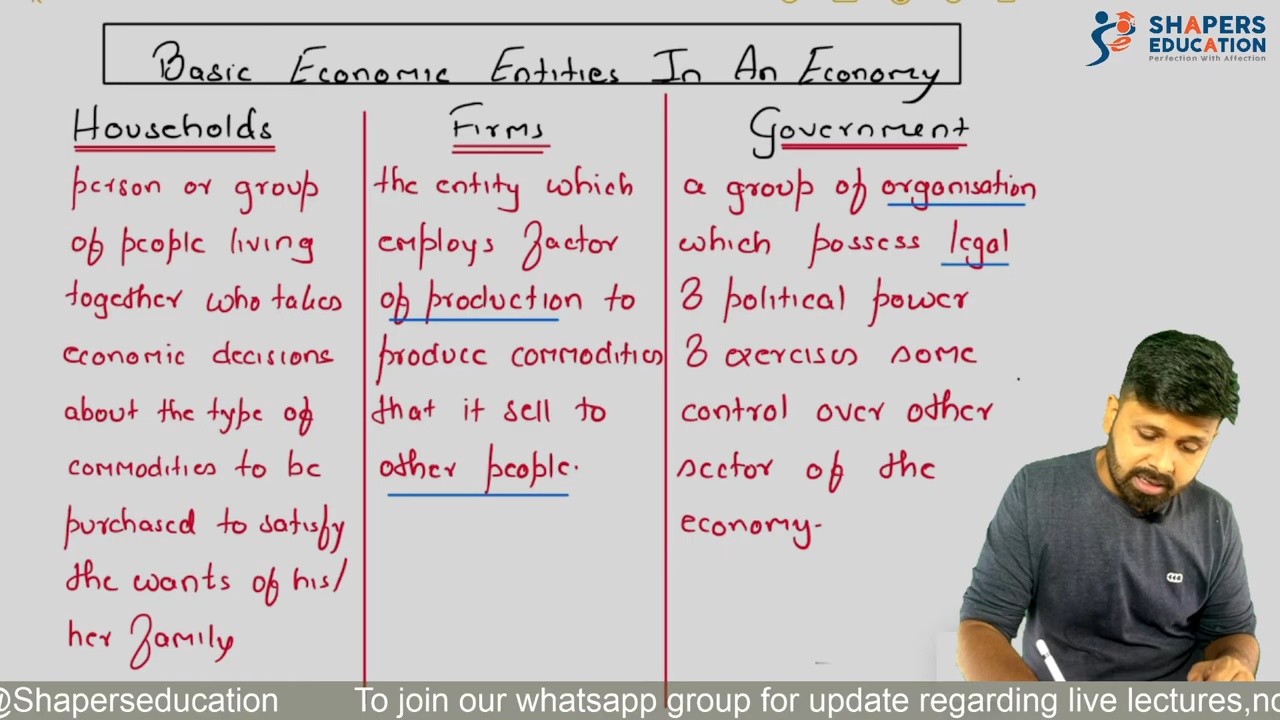 SHAPERS
EDUCATION
Perfection With Affection
Basic Economic Entities In An Economy
Households
person or group
of people living
together who takes
economic decisions
about the type of
commodities to be
purchased to satisfy
the wants of his/
her family
Firms
the entity which
employs factor
of production to
produce commodities
that it sell to
other people.
Government
a group of organisation
which possess legal
& political power
& exercises some
control over other
sector of the
economy.
@Shaperseducation To join our whatsapp group for update regarding live lectures,no